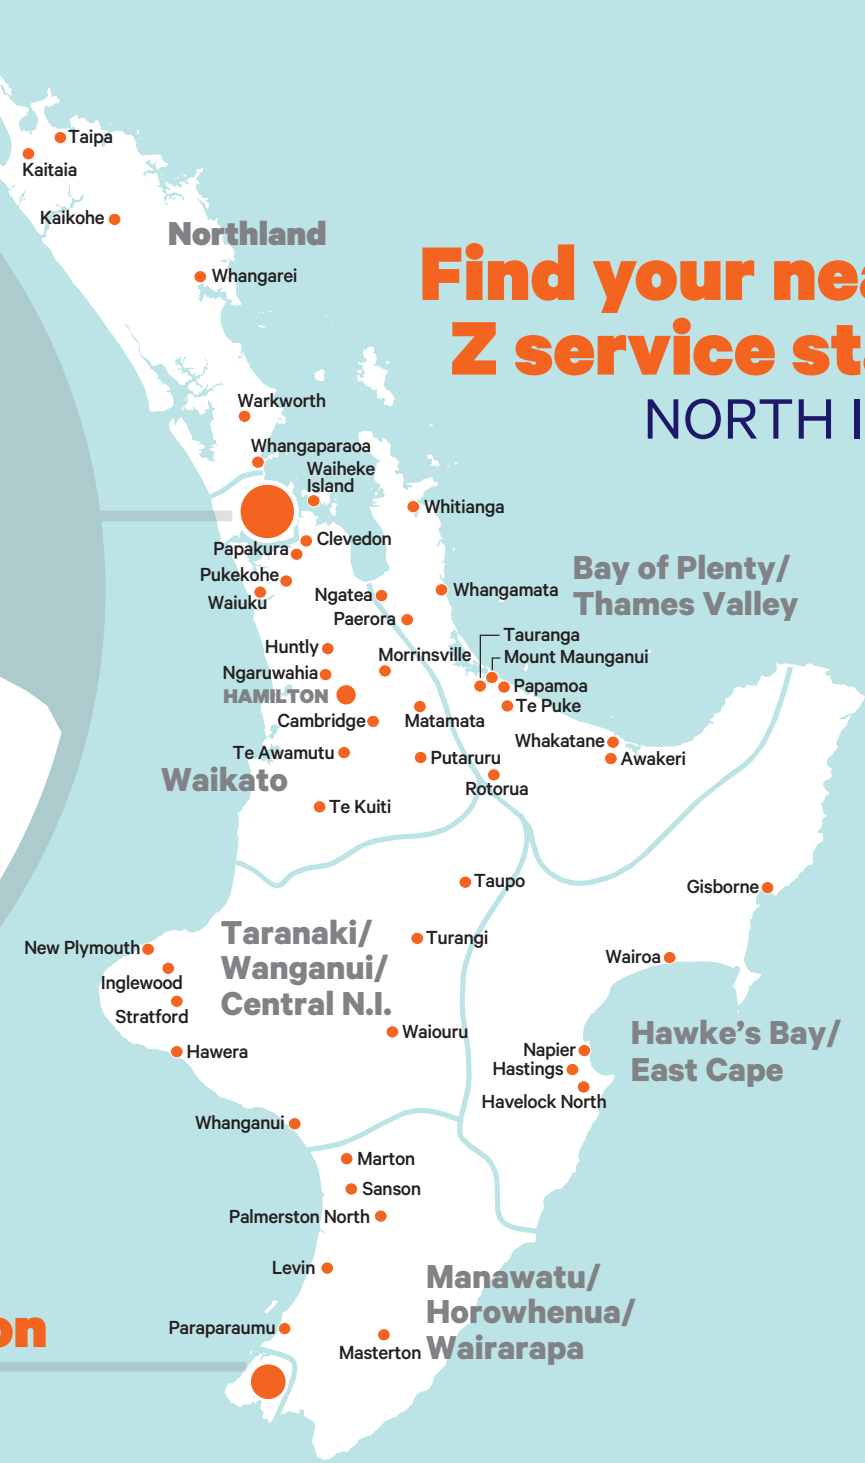 Taipa
Kaitaia
Kaikohe
Northland
Whangarei
Find your nea
Z service st
NORTH I
Warkworth
Whangaparaoa
Waiheke
Island
Whitianga
Clevedon
Papakura
Pukekohe
Waiuku
Ngatea
Paerora
Whangamata
Bay of Plenty/
Thames Valley
Tauranga
Mount Maunganui
Huntly
Morrinsville
Ngaruwahia
HAMILTON
Papamoa
Te Puke
Cambridge
Matamata
Whakatane
Awakeri
Te Awamutu
Putaruru
Rotorua
Waikato
Te Kuiti
Taupo
Gisborne
Taranaki/
Wanganui/
Central N.I.
Turangi
New Plymouth
Inglewood
Stratford
Wairoa
Hawke's Bay/
East Cape
Waiouru
Hawera
Napier
Hastings
Havelock North
Whanganui
Marton
Sanson
Palmerston North
Levin
Manawatu/
Horowhenua/
Wairarapa
on
Paraparaumu
Masterton